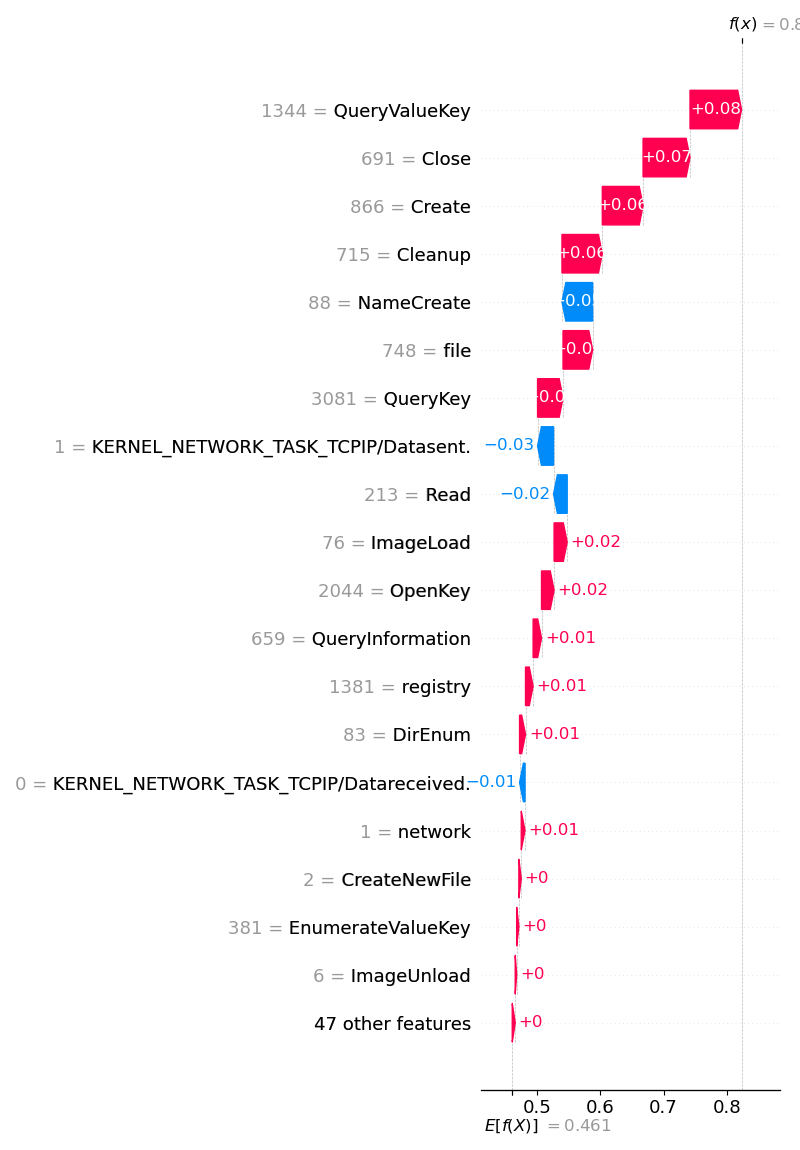 f(x) = 0.8
1344 = QueryValueKey +0.08
691 = Close +0.07
866 = Create +0.06
715 = Cleanup +0.06
88 = NameCreate
748 = file
3081 = QueryKey
1 = KERNEL_NETWORK_TASK_TCPIP/Datasent. −0.03
213 = Read −0.02
76 = ImageLoad +0.02
2044 = OpenKey +0.02
659 = QueryInformation +0.01
1381 = registry +0.01
83 = DirEnum +0.01
0 = KERNEL_NETWORK_TASK_TCPIP/Datareceived. −0.01
1 = network +0.01
2 = CreateNewFile +0
381 = EnumerateValueKey +0
6 = ImageUnload +0
47 other features +0
0.5 0.6 0.7 0.8
E[f(X)] = 0.461